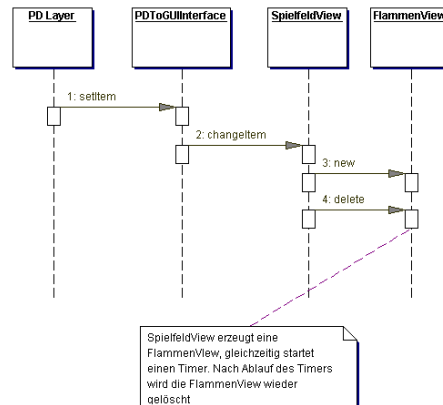 PD Layer
PDToGUIInterface
SpielfeldView
FlammenView
1: setItem
2: changeItem
3: new
4: delete
SpielfeldView erzeugt eine
FlammenView, gleichzeitig startet
einen Timer. Nach Ablauf des Timers
wird die FlammenView wieder
gelöscht